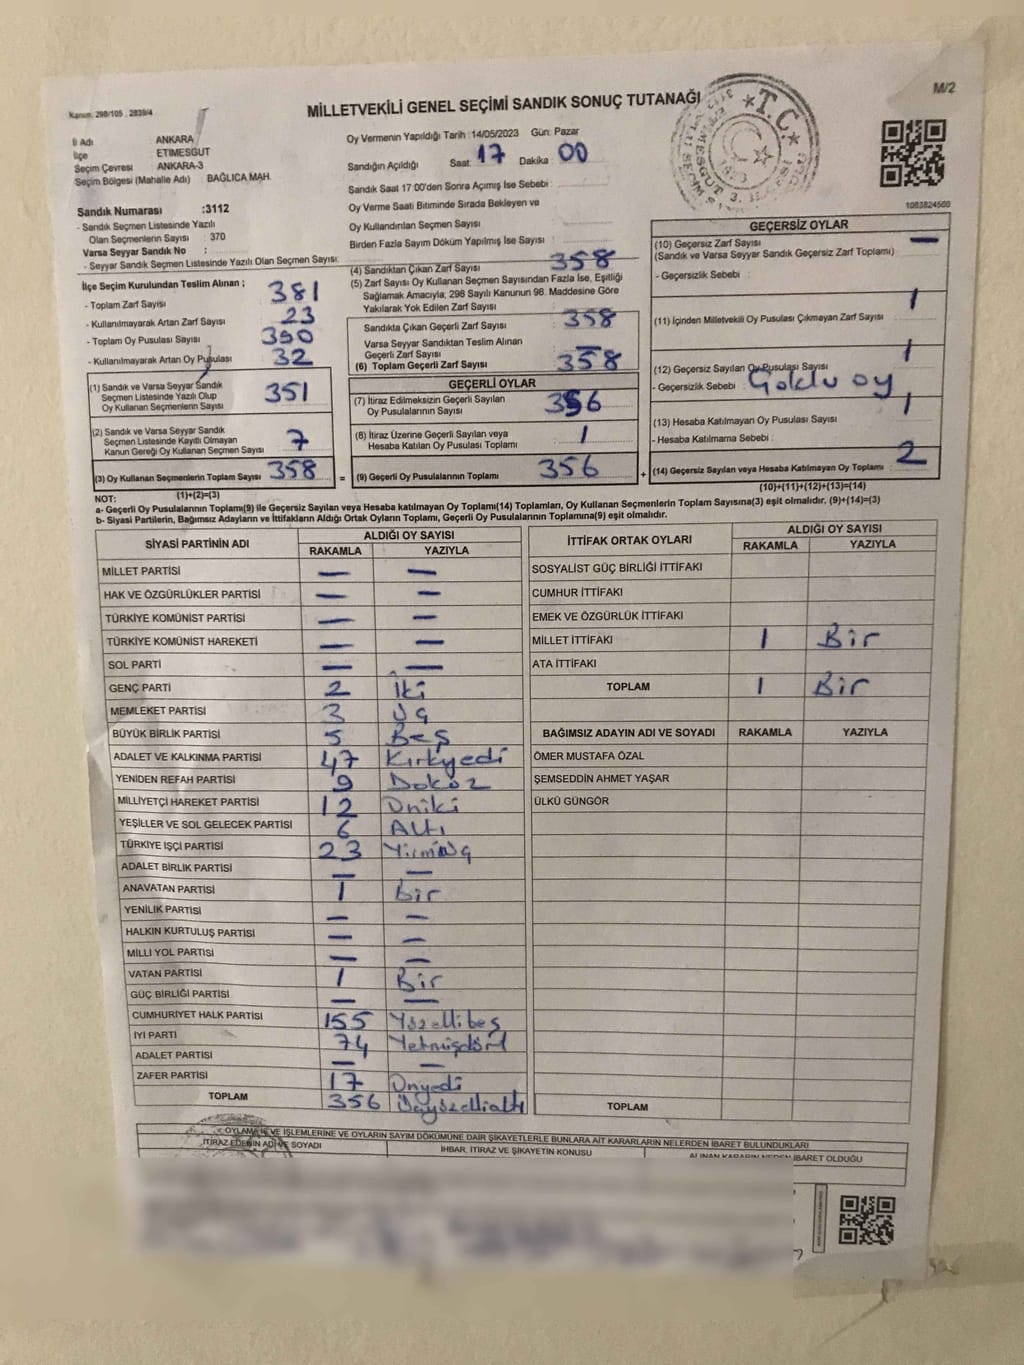 Kanun. 298/105 , 2839/4
M/2
MİLLETVEKİLİ GENEL SEÇİMİ SANDIK SONUÇ TUTANAĞI
İl Adı ANKARA
İlçe ETİMESGUT
Seçim Çevresi ANKARA-3
Seçim Bölgesi (Mahalle Adı) : BAĞLICA MAH.
Sandık Numarası :3112
- Sandık Seçmen Listesinde Yazılı
Olan Seçmenlerin Sayısı : 370
Varsa Seyyar Sandık No :
- Seyyar Sandık Seçmen Listesinde Yazılı Olan Seçmen Sayısı:
Oy Vermenin Yapıldığı Tarih :14/05/2023 Gün: Pazar
Sandığın Açıldığı Saat: 17 Dakika : 00
Sandık Saat 17 00'den Sonra Açımış İse Sebebi :
Oy Verme Saati Bitiminde Sırada Bekleyen ve
Oy Kullandırılan Seçmen Sayısı :
Birden Fazla Sayım Döküm Yapılmış İse Sayısı :
T.C.
1083824500
İlçe Seçim Kurulundan Teslim Alınan ;
- Toplam Zarf Sayısı 381
- Kullanılmayarak Artan Zarf Sayısı 23
- Toplam Oy Pusulası Sayısı 390
- Kullanılmayarak Artan Oy Pusulası 32
(1) Sandık ve Varsa Seyyar Sandık
Seçmen Listesinde Yazılı Olup
Oy Kullanan Seçmenlerin Sayısı 351
(2) Sandık ve Varsa Seyyar Sandık
Seçmen Listesinde Kayıtlı Olmayan
Kanun Gereği Oy Kullanan Seçmen Sayısı 7
(3) Oy Kullanan Seçmenlerin Toplam Sayısı 358
(1)+(2)=(3)
(4) Sandıktan Çıkan Zarf Sayısı 358
(5) Zarf Sayısı Oy Kullanan Seçmen Sayısından Fazla İse, Eşitliği
Sağlamak Amacıyla; 298 Sayılı Kanunun 98. Maddesine Göre
Yakılarak Yok Edilen Zarf Sayısı
Sandıkta Çıkan Geçerli Zarf Sayısı 358
Varsa Seyyar Sandıktan Teslim Alınan
Geçerli Zarf Sayısı —
(6) Toplam Geçerli Zarf Sayısı 358
GEÇERLİ OYLAR
(7) İtiraz Edilmeksizin Geçerli Sayılan
Oy Pusulalarının Sayısı 356
(8) İtiraz Üzerine Geçerli Sayılan veya
Hesaba Katılan Oy Pusulası Toplamı 1
= (9) Geçerli Oy Pusulalarının Toplamı 356
GEÇERSİZ OYLAR
(10) Geçersiz Zarf Sayısı —
(Sandık ve Varsa Seyyar Sandık Geçersiz Zarf Toplamı)
- Geçersizlik Sebebi :
1
(11) İçinden Milletvekili Oy Pusulası Çıkmayan Zarf Sayısı
1
(12) Geçersiz Sayılan Oy Pusulası Sayısı
- Geçersizlik Sebebi : oy
1
(13) Hesaba Katılmayan Oy Pusulası Sayısı
- Hesaba Katılmama Sebebi :
+ (14) Geçersiz Sayılan veya Hesaba Katılmayan Oy Toplamı 2
(10)+(11)+(12)+(13)=(14)
NOT:
a- Geçerli Oy Pusulasının Toplamı(9) ile Geçersiz Sayılan veya Hesaba katılmayan Oy Toplamı(14) Toplamları, Oy Kullanan Seçmenlerin Toplam Sayısına(3) eşit olmalıdır. (9)+(14)=(3)
b- Siyasi Partilerin, Bağımsız Adayların ve İttifakların Aldığı Ortak Oyların Toplamı, Geçerli Oy Pusulalarının Toplamına(9) eşit olmalıdır.
SİYASİ PARTİNİN ADI ALDIĞI OY SAYISI
RAKAMLA YAZIYLA
MİLLET PARTİSİ — —
HAK VE ÖZGÜRLÜKLER PARTİSİ — —
TÜRKİYE KOMÜNİST PARTİSİ — —
TÜRKİYE KOMÜNİST HAREKETİ — —
SOL PARTİ — —
GENÇ PARTİ 2 İki
MEMLEKET PARTİSİ 3 Üç
BÜYÜK BİRLİK PARTİSİ 5 Beş
ADALET VE KALKINMA PARTİSİ 47 Kırkyedi
YENİDEN REFAH PARTİSİ 9 Dokuz
MİLLİYETÇİ HAREKET PARTİSİ 12 Oniki
YEŞİLLER VE SOL GELECEK PARTİSİ 6 Altı
TÜRKİYE İŞÇİ PARTİSİ 23 Yirmiüç
ADALET BİRLİK PARTİSİ — —
ANAVATAN PARTİSİ 1 Bir
YENİLİK PARTİSİ — —
HALKIN KURTULUŞ PARTİSİ — —
MİLLİ YOL PARTİSİ — —
VATAN PARTİSİ 1 Bir
GÜÇ BİRLİĞİ PARTİSİ — —
CUMHURİYET HALK PARTİSİ 155 Yüzellibeş
İYİ PARTİ 74 Yetmişdört
ADALET PARTİSİ — —
ZAFER PARTİSİ 17 Onyedi
TOPLAM 356 Üçyüzellialtı
İTTİFAK ORTAK OYLARI ALDIĞI OY SAYISI
RAKAMLA YAZIYLA
SOSYALİST GÜÇ BİRLİĞİ İTTİFAKI
CUMHUR İTTİFAKI
EMEK VE ÖZGÜRLÜK İTTİFAKI
MİLLET İTTİFAKI 1 Bir
ATA İTTİFAKI
TOPLAM 1 Bir
BAĞIMSIZ ADAYIN ADI VE SOYADI RAKAMLA YAZIYLA
ÖMER MUSTAFA ÖZAL
ŞEMSEDDİN AHMET YAŞAR
ÜLKÜ GÜNGÖR
TOPLAM
OYLAMA İŞ VE İŞLEMLERİNE VE OYLARIN SAYIM DÖKÜMÜNE DAİR ŞİKAYETLERLE BUNLARA AİT KARARLARIN NELERDEN İBARET BULUNDUKLARI
İTİRAZ EDENİN ADI VE SOYADI İHBAR, İTİRAZ VE ŞİKAYETİN KONUSU ALINAN KARARIN NEDEN İBARET OLDUĞU